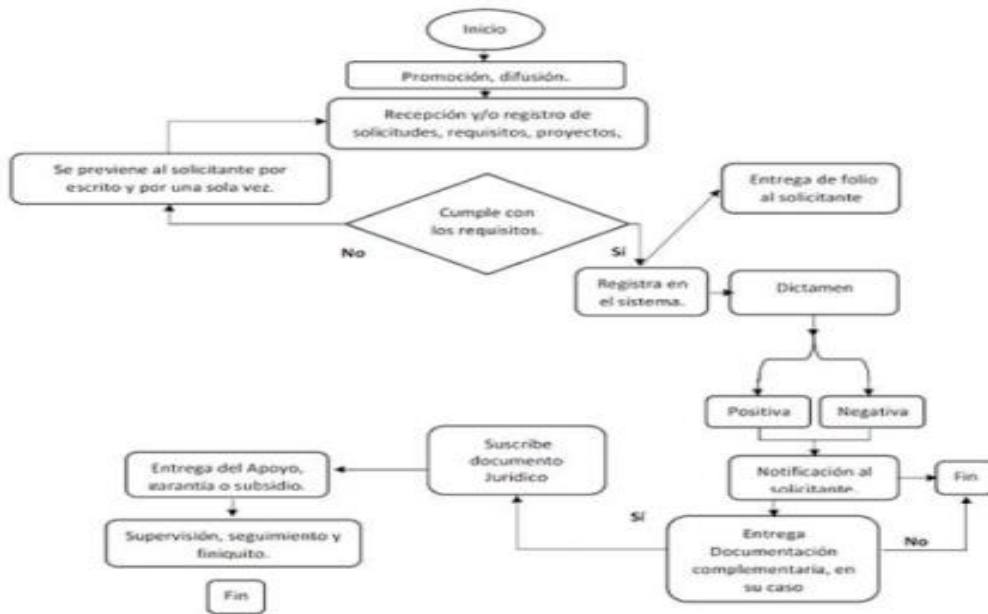 Inicio
Promoción, difusión.
Recepción y/o registro de
solicitudes, requisitos, proyectos,
Se previene al solicitante por
escrito y por una sola vez.
Entrega de folio
al solicitante
Cumple con
los requisitos.
No
Sí
Registra en
el sistema.
Dictamen
Positiva
Negativa
Suscribe
documento
Jurídico
Entrega del Apoyo,
garantía o subsidio.
Notificación al
solicitante.
Fin
Sí
Supervisión, seguimiento y
finiquito.
Entrega
Documentación
complementaria, en
su caso
No
Fin